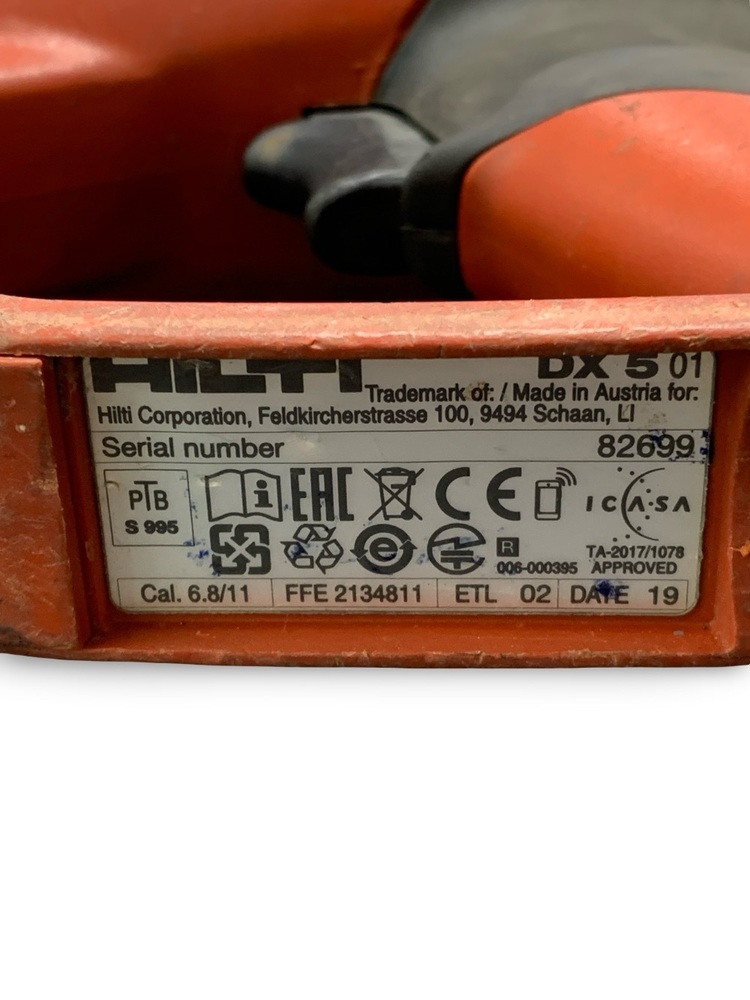 HILTI DX 5 01
Trademark of: / Made in Austria for:
Hilti Corporation, Feldkircherstrasse 100, 9494 Schaan, LI
Serial number 82699
PTB
S 995
i EAC CE ICASA
e R
006-000395
TA-2017/1078
APPROVED
Cal. 6.8/11 FFE 2134811 ETL 02 DATE 19